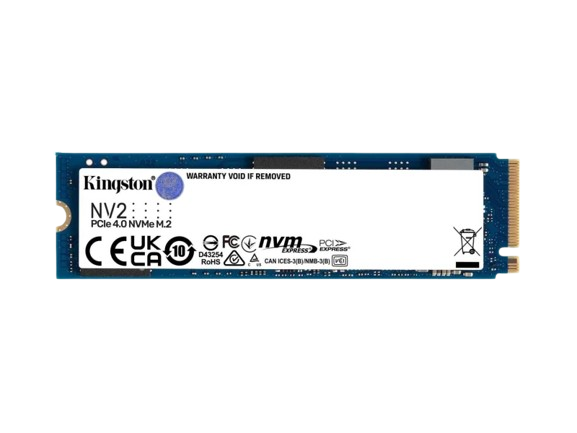 WARRANTY VOID IF REMOVED
Kingston
NV2
PCIe 4.0 NVMe M.2
CE UK CA 10 FC nvm EXPRESS PCI EXPRESS
D43254
RoHS
C US
CAN ICES-3(B)/NMB-3(B)